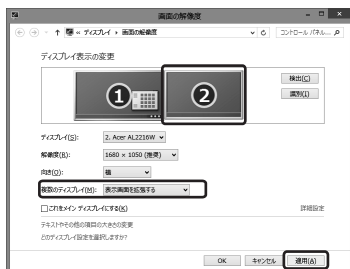 画面の解像度
« ディスプレイ ▸ 画面の解像度
コントロール パネル...
ディスプレイ表示の変更
1
2
検出(C)
識別(I)
ディスプレイ(S): 2. Acer AL2216W
解像度(R): 1680 × 1050 (推奨)
向き(O): 横
複数のディスプレイ(M): 表示画面を拡張する
これをメイン ディスプレイにする(K)
詳細設定
テキストやその他の項目の大きさの変更
どのディスプレイ設定を選択しますか?
OK キャンセル 適用(A)